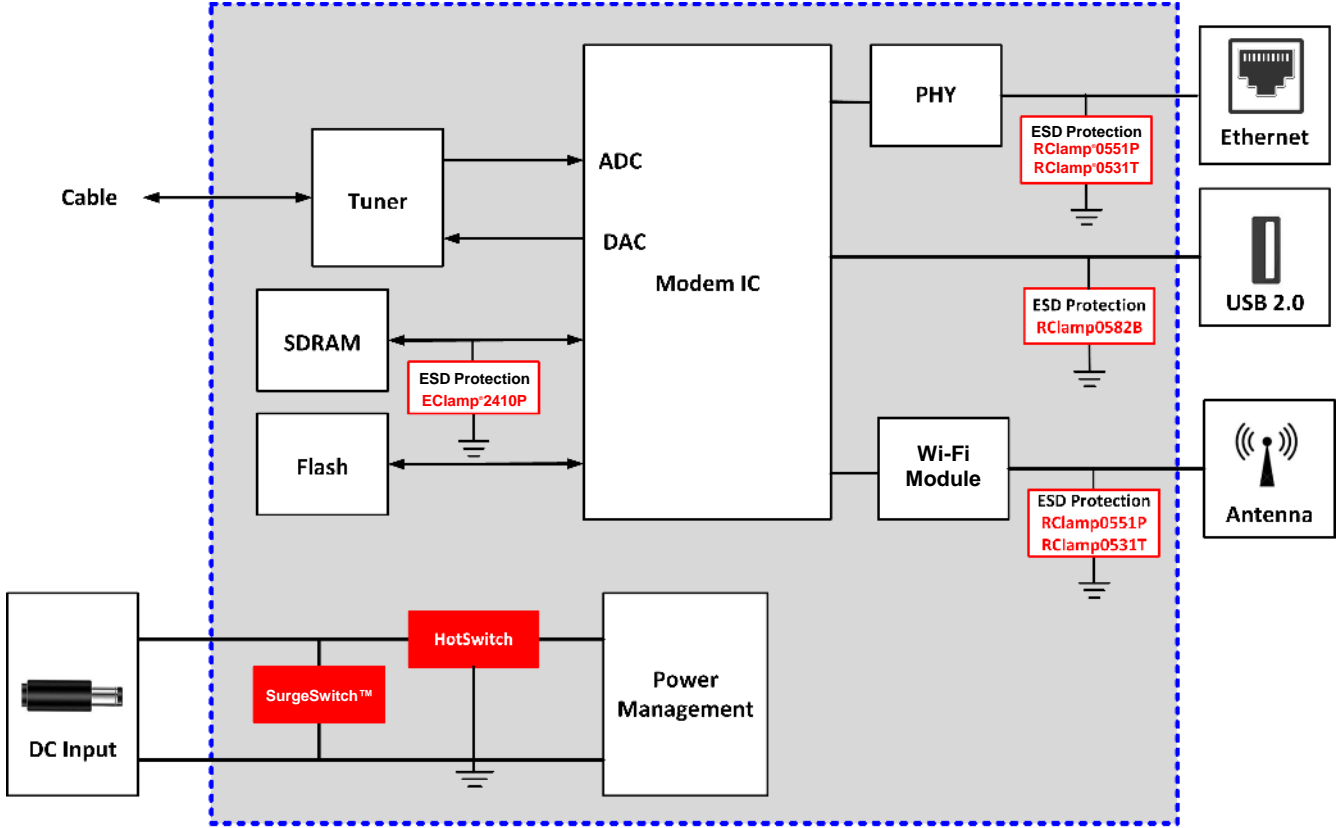 PHY
Ethernet
ESD Protection
RClamp®0551P
RClamp®0531T
Cable
Tuner
ADC
DAC
Modem IC
USB 2.0
ESD Protection
RClamp0582B
SDRAM
ESD Protection
EClamp®2410P
Flash
Wi-Fi
Module
ESD Protection
RClamp0551P
RClamp0531T
Antenna
DC Input
SurgeSwitch™
HotSwitch
Power
Management